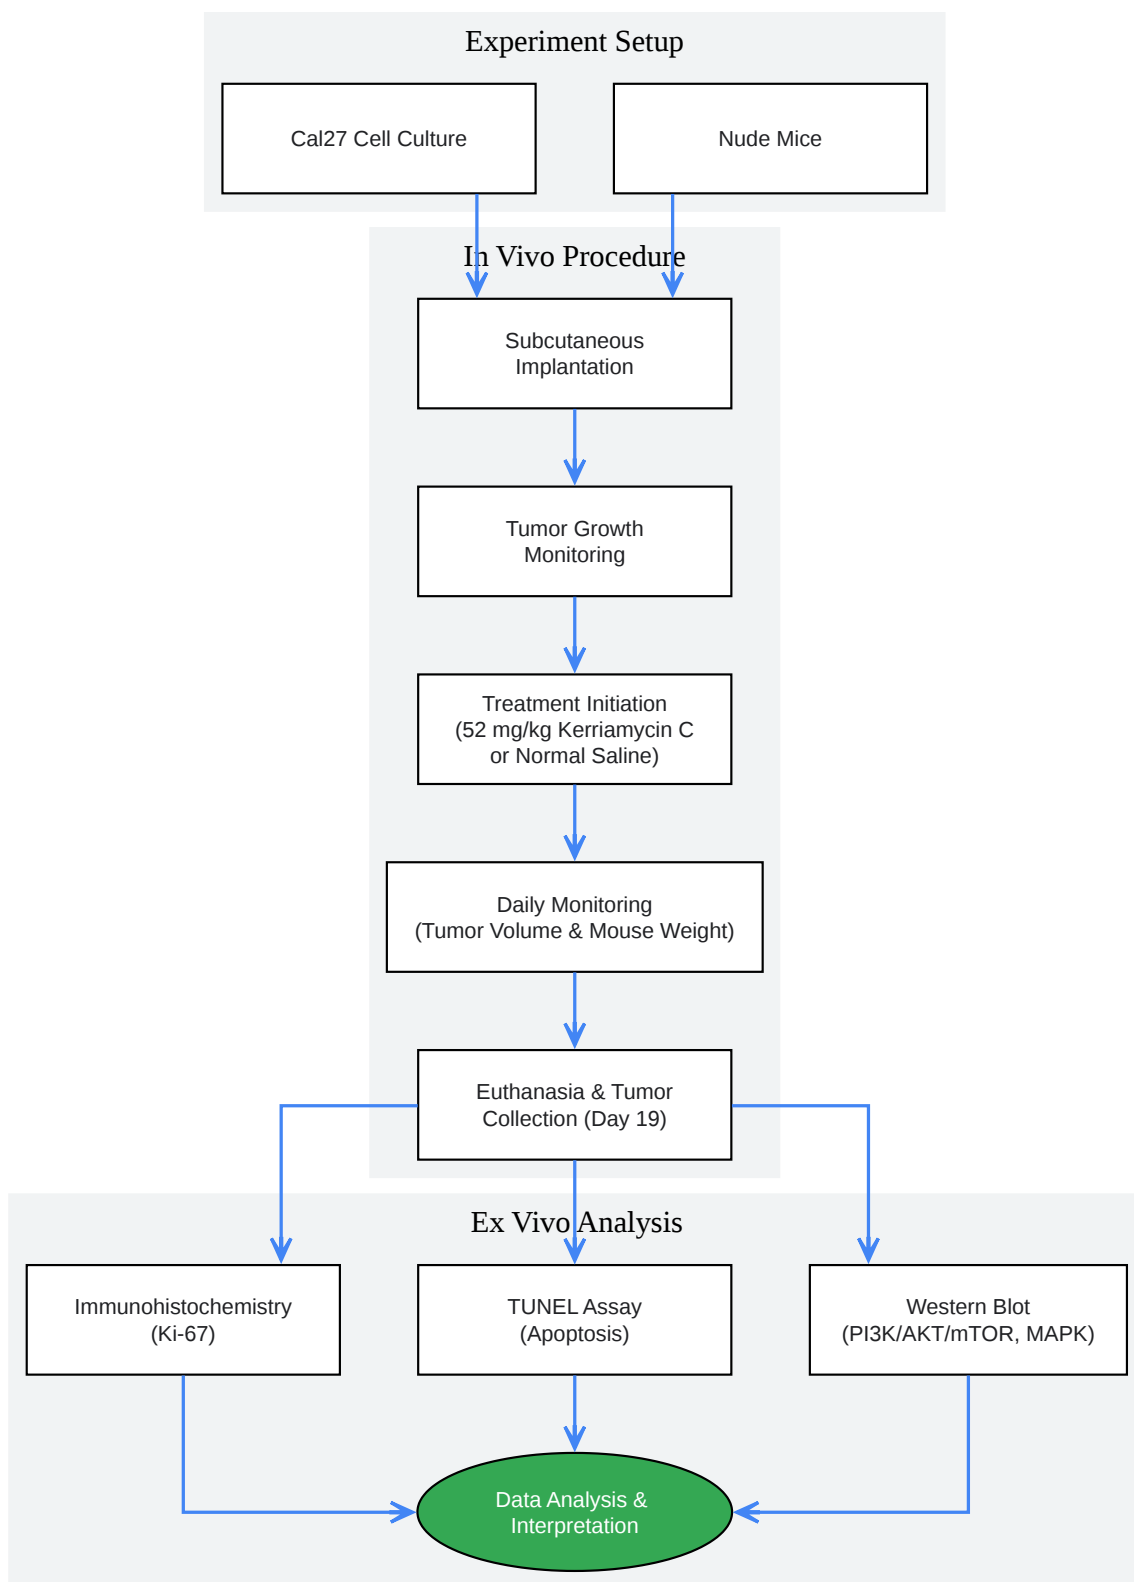 Experiment Setup
Cal27 Cell Culture
Nude Mice
In Vivo Procedure
Subcutaneous
Implantation
Tumor Growth
Monitoring
Treatment Initiation
(52 mg/kg Kerriamycin C
or Normal Saline)
Daily Monitoring
(Tumor Volume & Mouse Weight)
Euthanasia & Tumor
Collection (Day 19)
Ex Vivo Analysis
Immunohistochemistry
(Ki-67)
TUNEL Assay
(Apoptosis)
Western Blot
(PI3K/AKT/mTOR, MAPK)
Data Analysis &
Interpretation